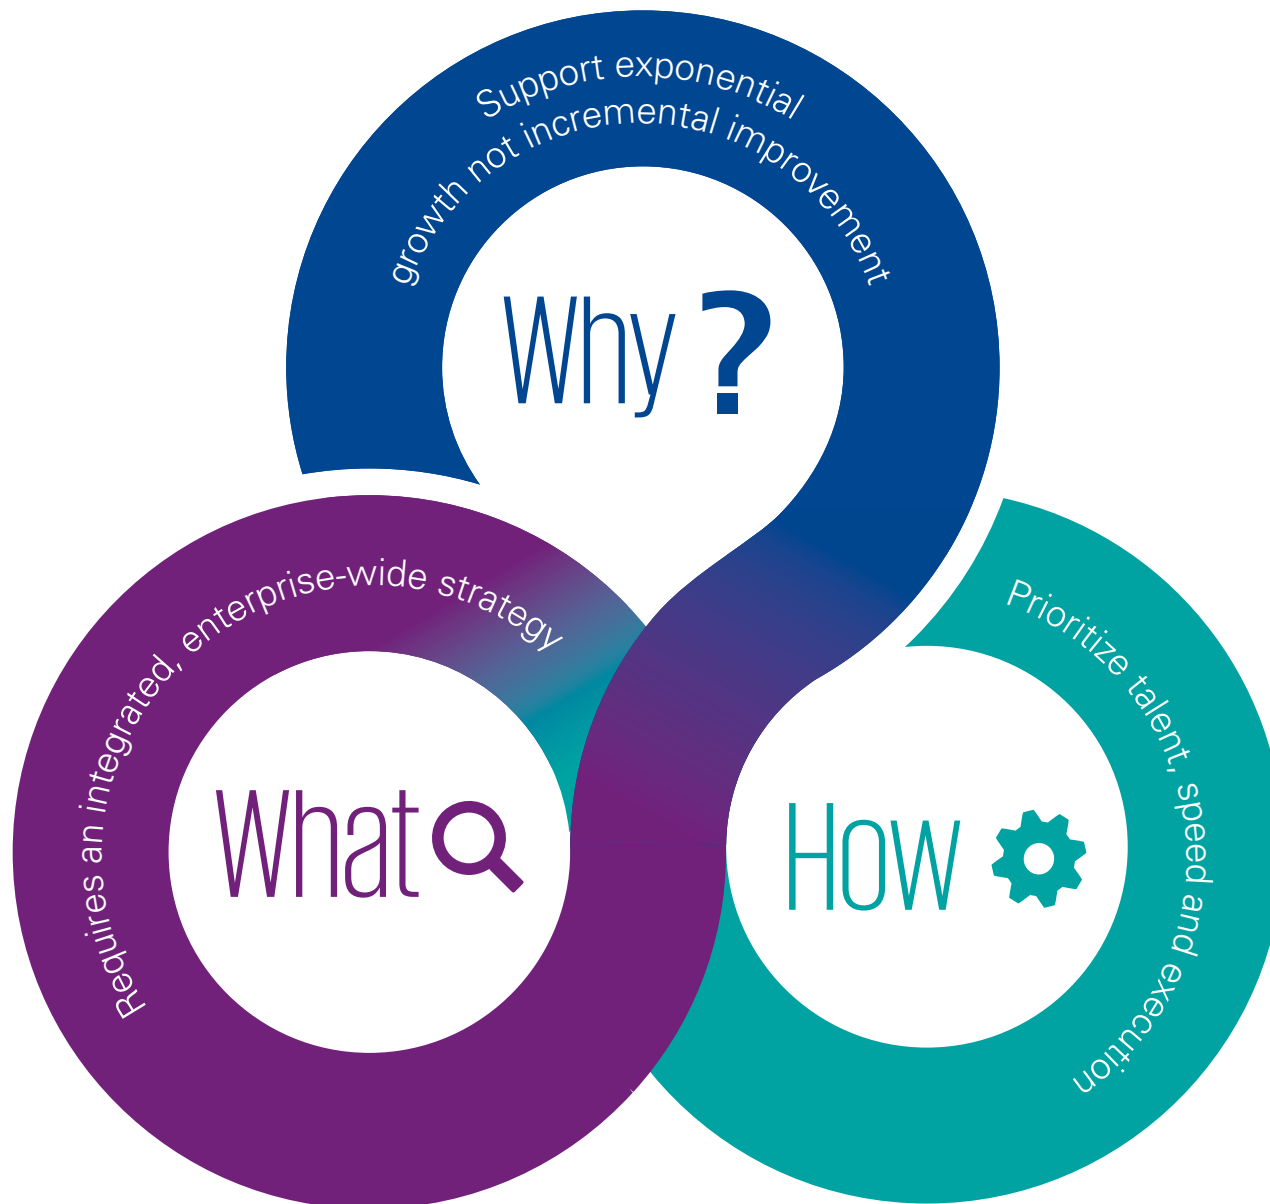 Support exponential
growth not incremental improvement
Why ?
Requires an integrated, enterprise-wide strategy
What
Prioritize talent, speed and execution
How